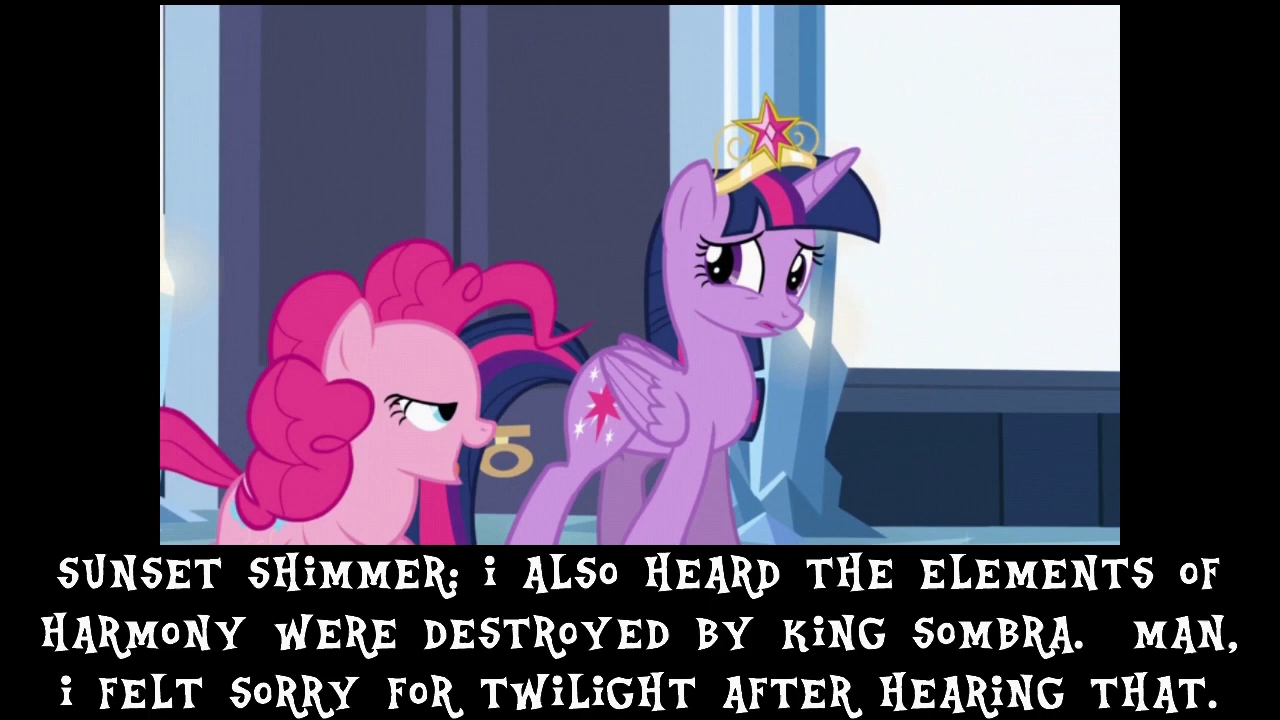 SUNSET SHIMMER: I ALSO HEARD THE ELEMENTS OF
HARMONY WERE DESTROYED BY KING SOMBRA. MAN,
I FELT SORRY FOR TWILIGHT AFTER HEARING THAT.